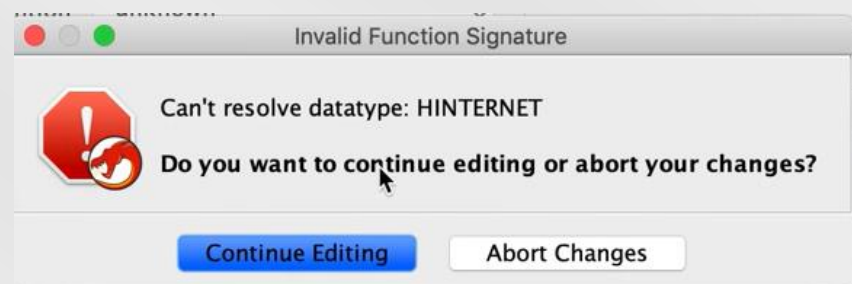 Invalid Function Signature
Can't resolve datatype: HINTERNET
Do you want to continue editing or abort your changes?
Continue Editing
Abort Changes